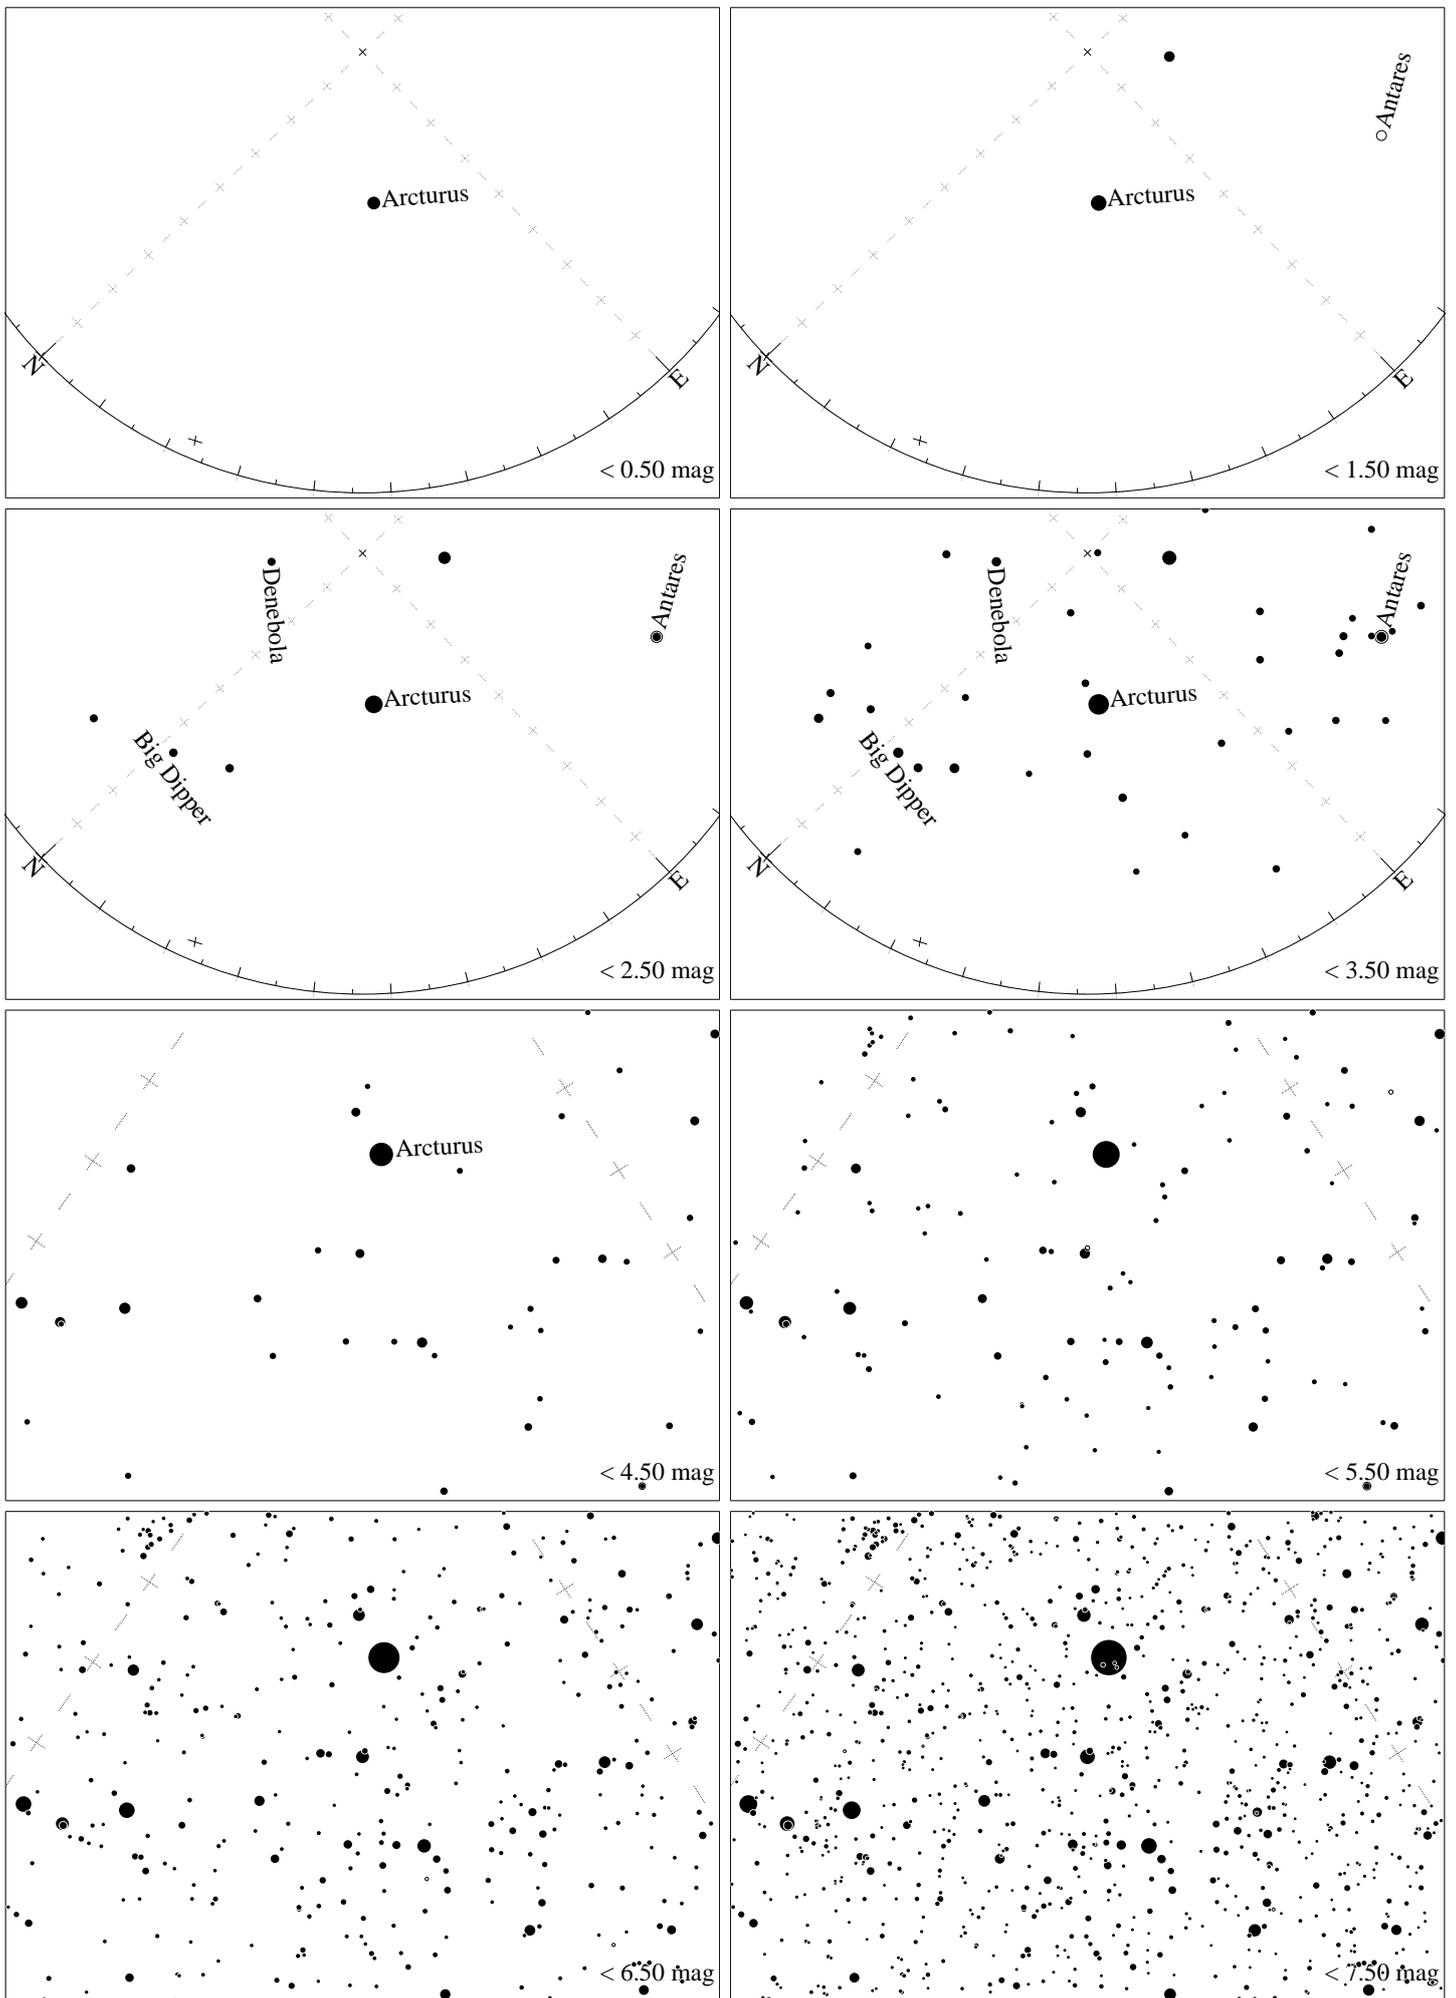 Arcturus
N
E
< 0.50 mag
Antares
Arcturus
N
E
< 1.50 mag
Denebola
Antares
Arcturus
Big Dipper
N
E
< 2.50 mag
Denebola
Antares
Arcturus
Big Dipper
N
E
< 3.50 mag
Arcturus
< 4.50 mag
< 5.50 mag
< 6.50 mag
< 7.50 mag